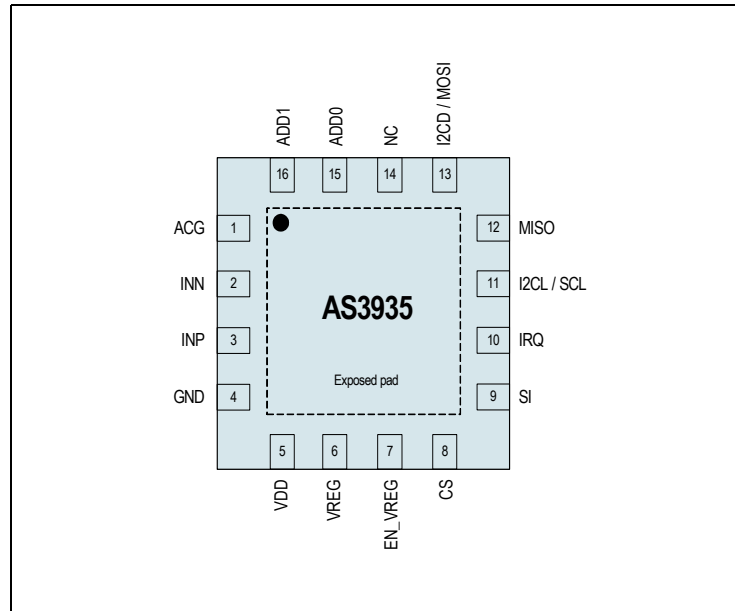 ADD1
ADD0
NC
I2CD / MOSI
16
15
14
13
ACG 1
12 MISO
INN 2
11 I2CL / SCL
AS3935
INP 3
10 IRQ
Exposed pad
GND 4
9 SI
5
6
7
8
VDD
VREG
EN_VREG
CS